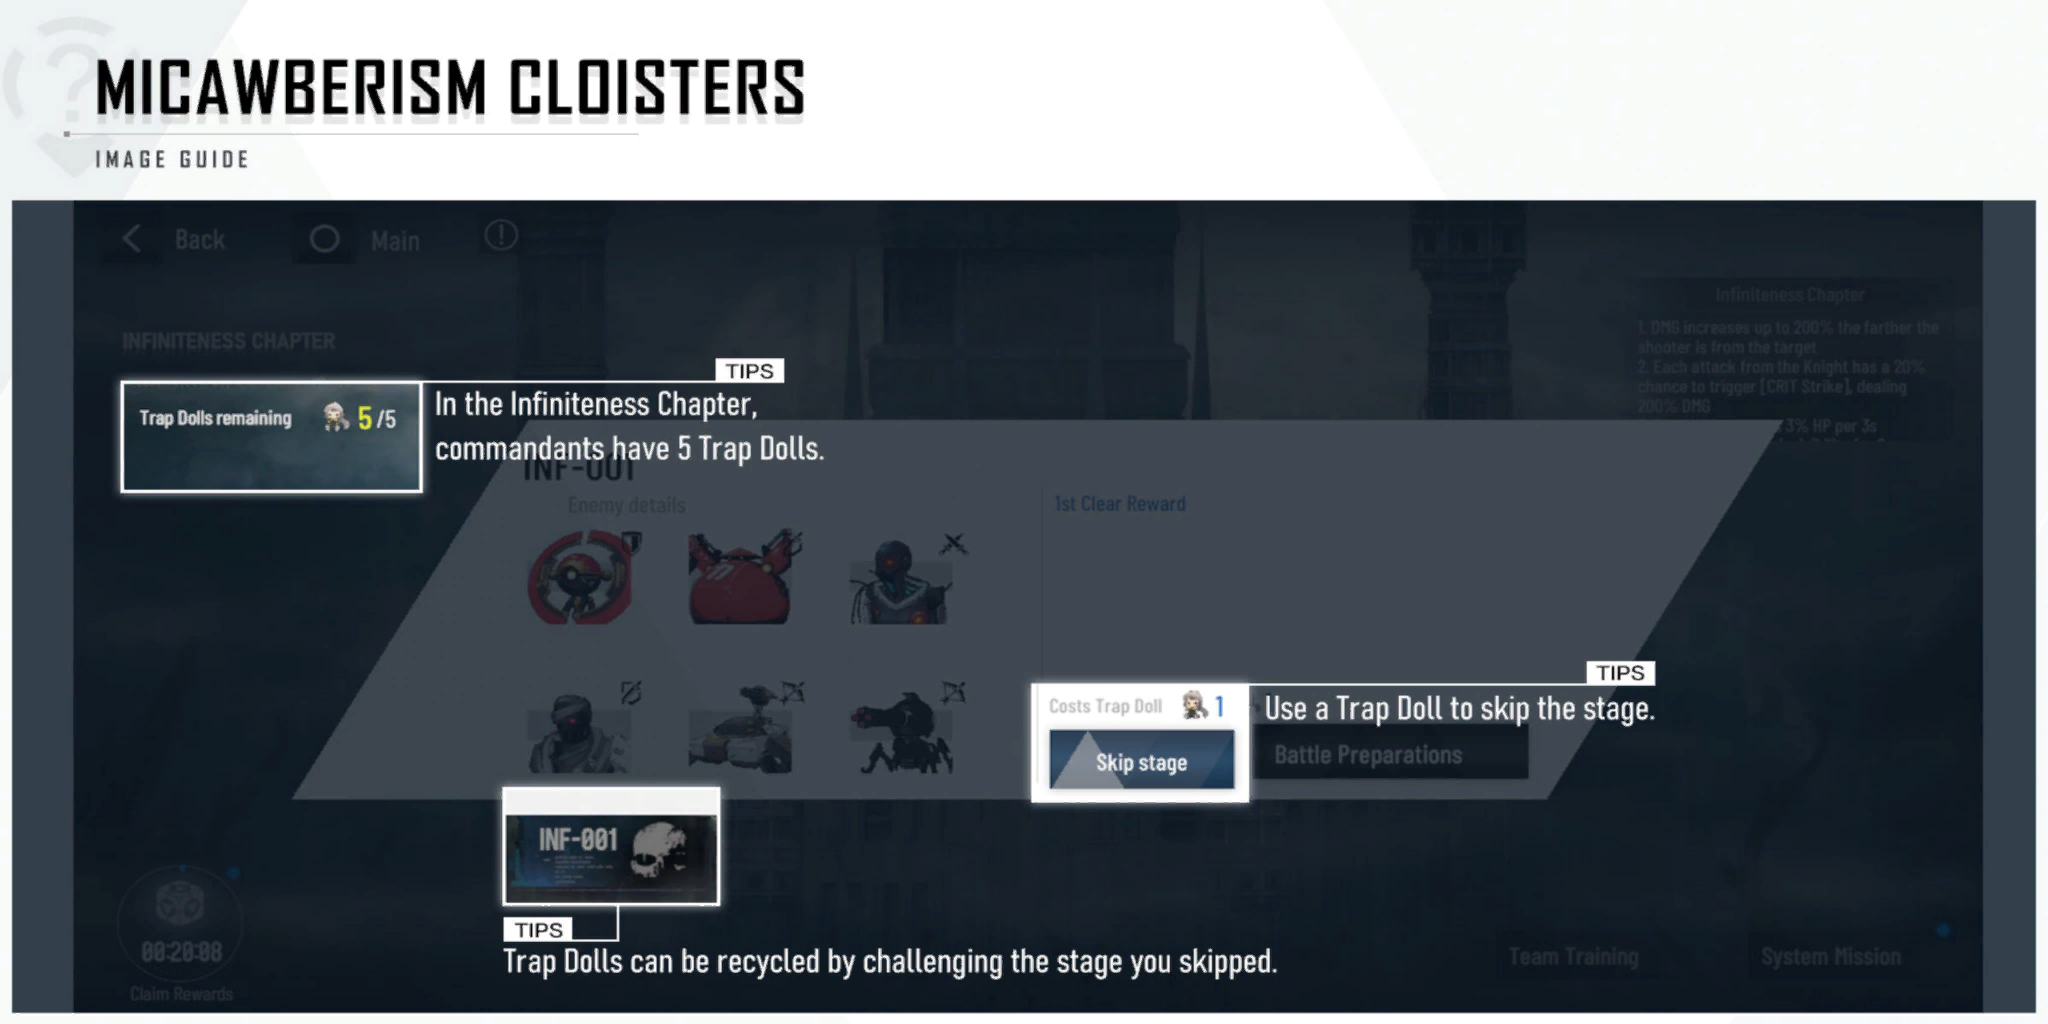 MICAWBERISM CLOISTERS
IMAGE GUIDE
Back
Main
INFINITENESS CHAPTER
Infiniteness Chapter
1. DMG increases up to 200% the farther the
shooter is from the target
2. Each attack from the Knight has a 20%
chance to trigger [CRIT Strike], dealing
200% DMG
3% HP per 3s
TIPS
Trap Dolls remaining 5/5
In the Infiniteness Chapter,
commandants have 5 Trap Dolls.
INF-001
Enemy details
1st Clear Reward
TIPS
Costs Trap Doll 1
Use a Trap Doll to skip the stage.
Skip stage
Battle Preparations
INF-001
TIPS
Trap Dolls can be recycled by challenging the stage you skipped.
00:20:08
Claim Rewards
Team Training
System Mission